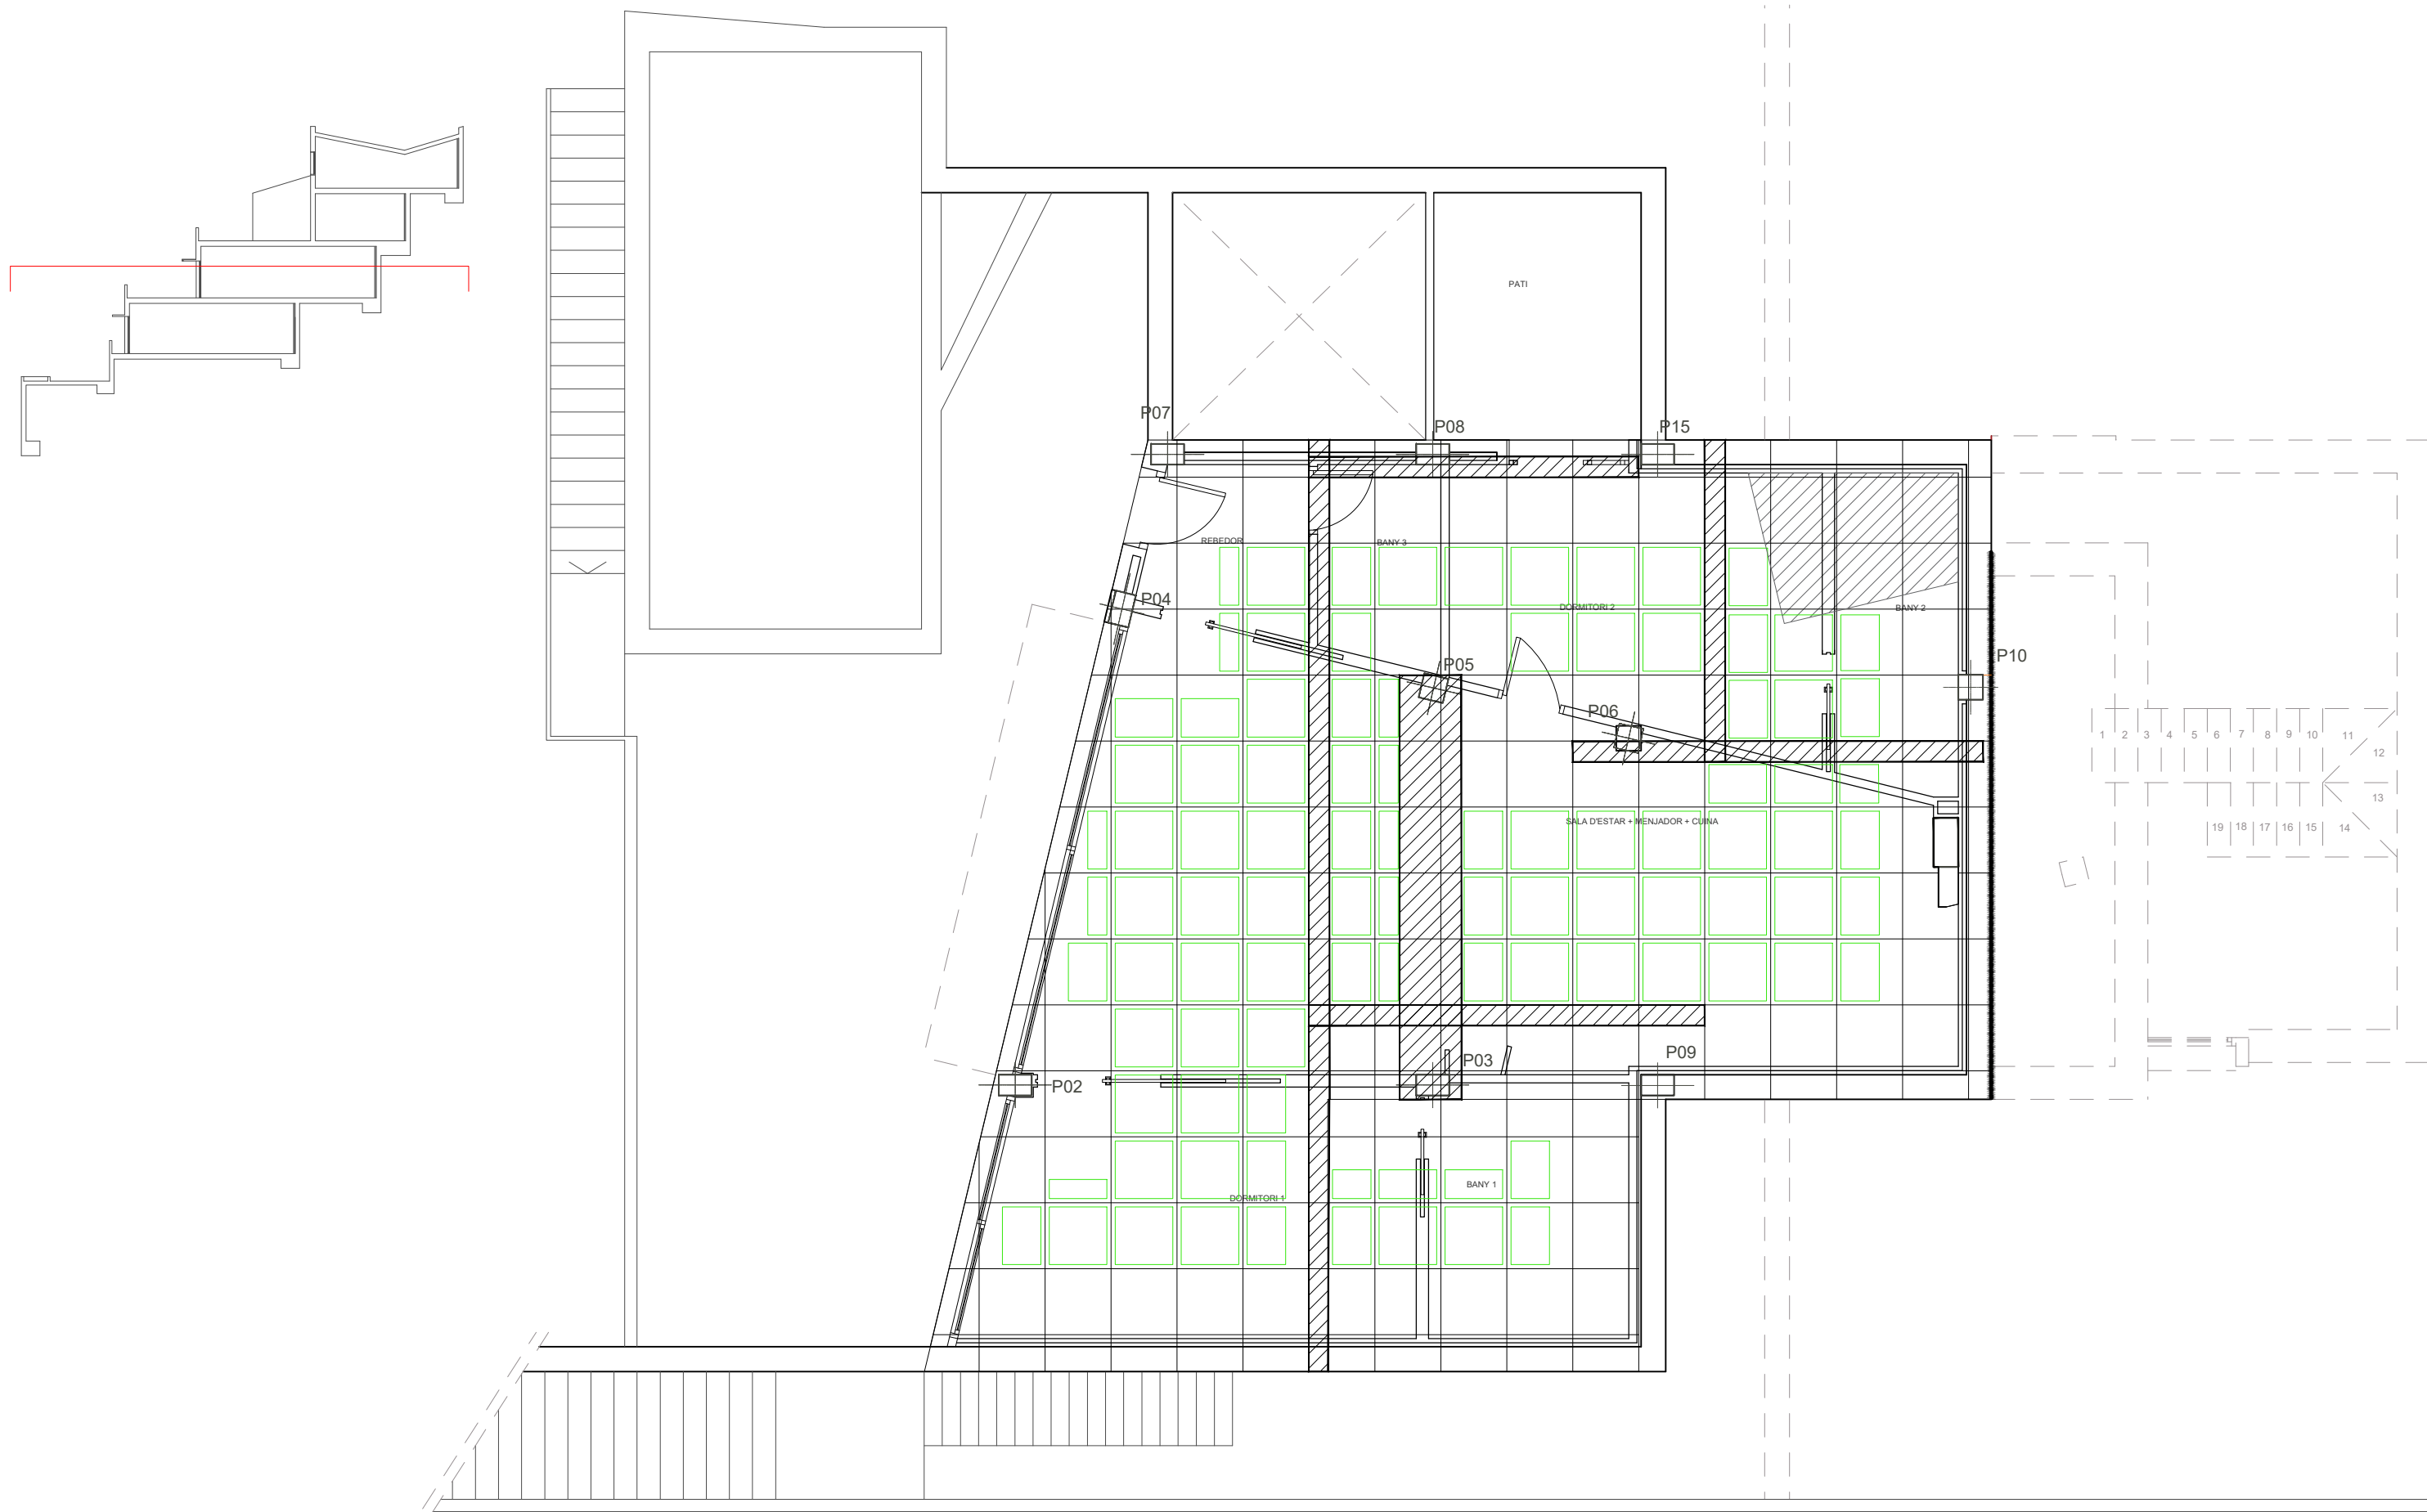 PATI
P07
P08
P15
REBEDOR
BANY 3
P04
DORMITORI 2
BANY 2
P05
P10
P06
1 2 3 4 5 6 7 8 9 10 11
12
13
SALA D'ESTAR + MENJADOR + CUINA
19 18 17 16 15 14
P03
P09
P02
BANY 1
DORMITORI 1